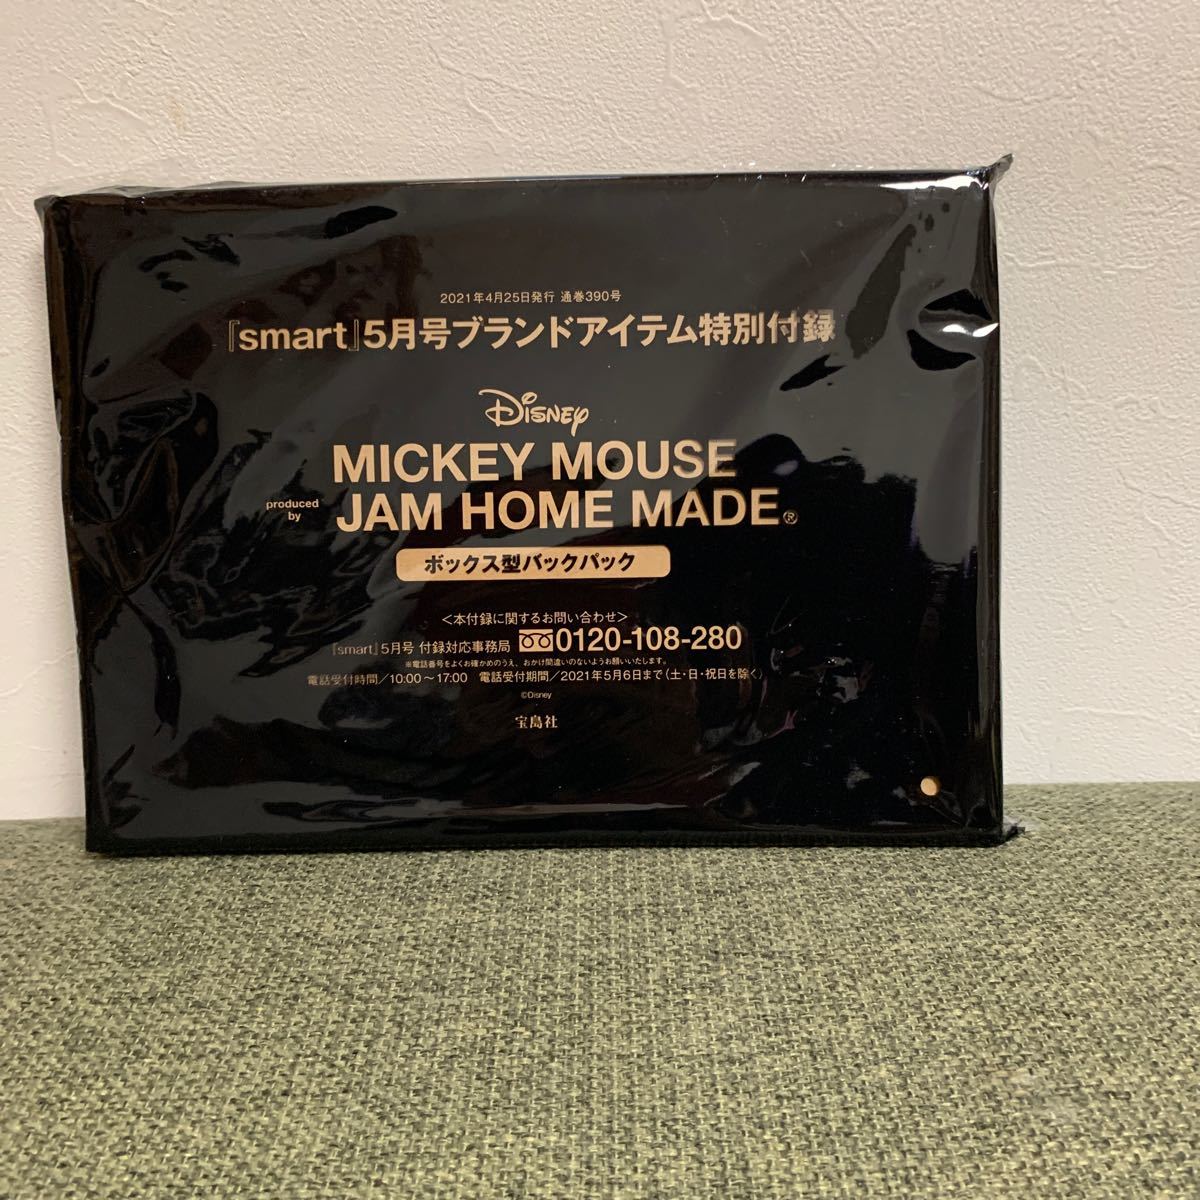 2021年4月25日発行 通巻390号
『smart』5月号ブランドアイテム特別付録
Disney
MICKEY MOUSE
produced by JAM HOME MADE®
ボックス型バックパック
＜本付録に関するお問い合わせ＞
『smart』5月号 付録対応事務局 0120-108-280
※電話番号をよくお確かめのうえ、おかけ間違いのないようお願いいたします。
電話受付時間／10:00～17:00 電話受付期間／2021年5月6日まで（土・日・祝日を除く）
©Disney
宝島社